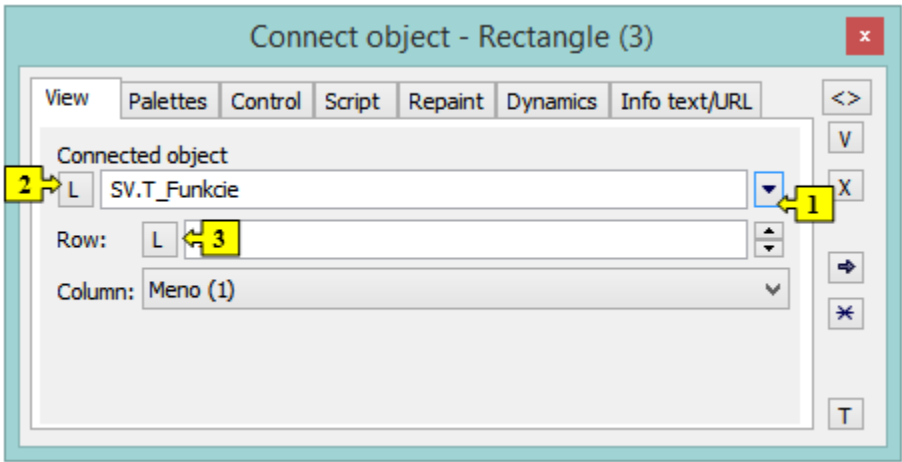 Connect object - Rectangle (3)
x
View Palettes Control Script Repaint Dynamics Info text/URL <>
V
Connected object
2 L SV.T_Funkcie 1 X
Row: L 3
Column: Meno (1)
T